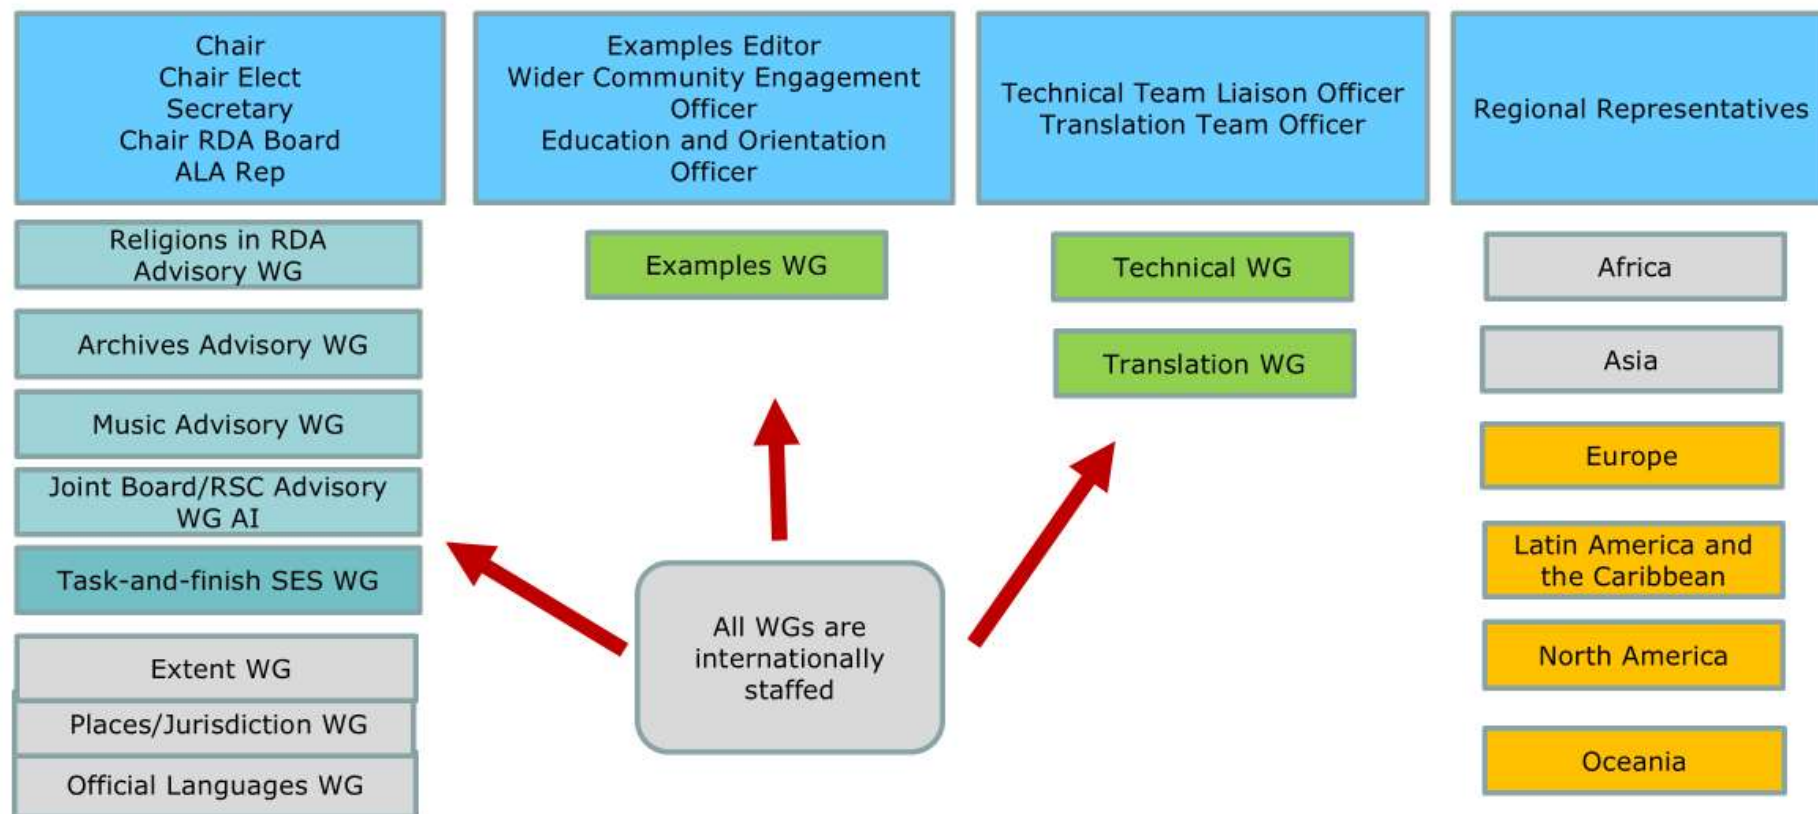 Chair
Chair Elect
Secretary
Chair RDA Board
ALA Rep
Religions in RDA
Advisory WG
Archives Advisory WG
Music Advisory WG
Joint Board/RSC Advisory
WG AI
Task-and-finish SES WG
Extent WG
Places/Jurisdiction WG
Official Languages WG
Examples Editor
Wider Community Engagement
Officer
Education and Orientation
Officer
Examples WG
All WGs are
internationally
staffed
Technical Team Liaison Officer
Translation Team Officer
Technical WG
Translation WG
Regional Representatives
Africa
Asia
Europe
Latin America and
the Caribbean
North America
Oceania